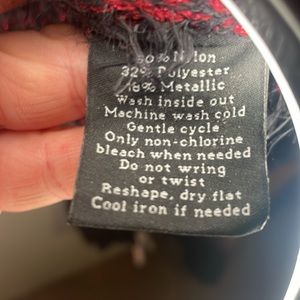 Nylon
32% Polyester
18% Metallic
Wash inside out
Machine wash cold
Gentle cycle
Only non-chlorine
bleach when needed
Do not wring
or twist
Reshape, dry flat
Cool iron if needed